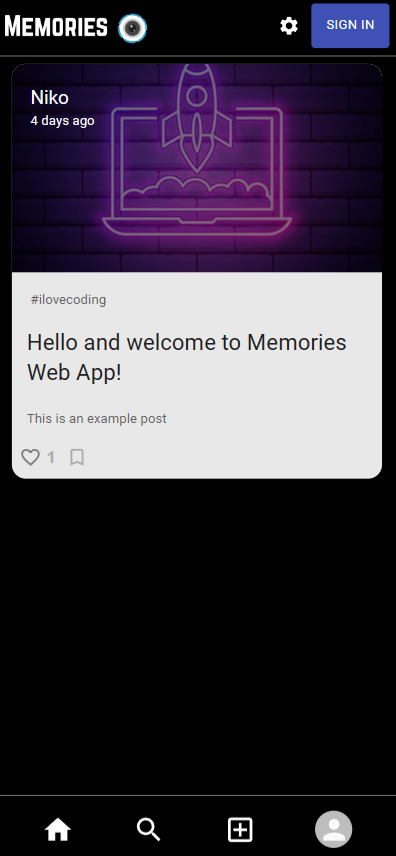 MEMORIES
SIGN IN
Niko
4 days ago
#ilovecoding
Hello and welcome to Memories
Web App!
This is an example post
1